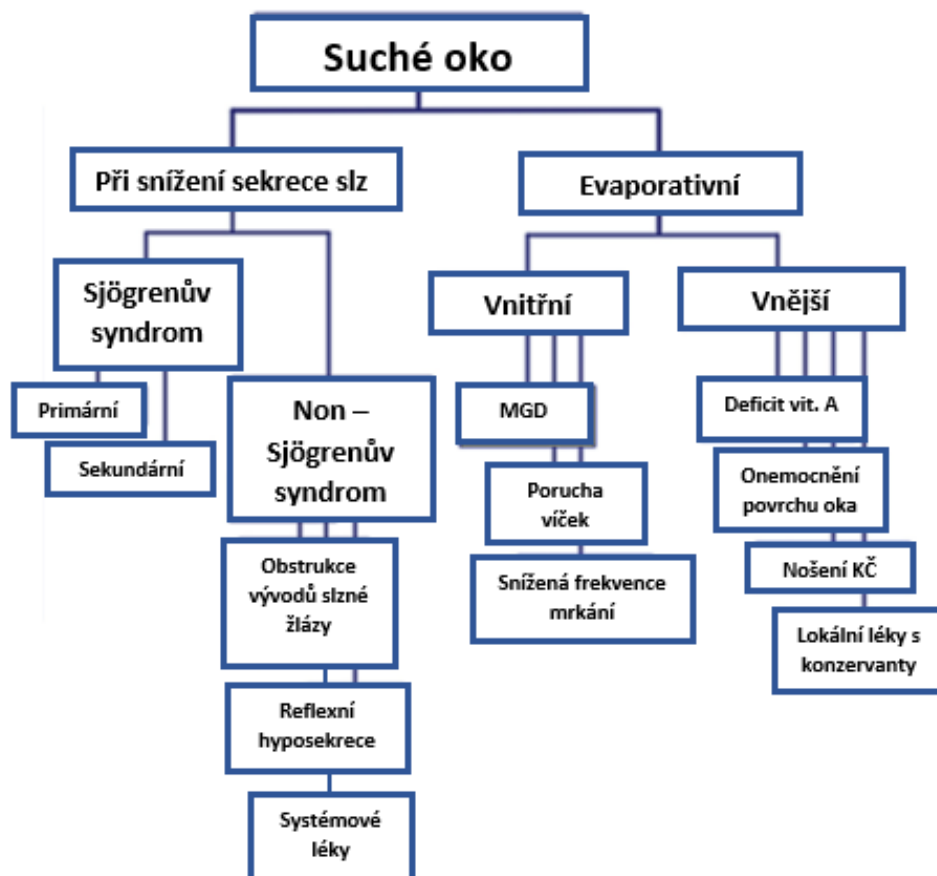 Suché oko
Při snížení sekrece slz
Evaporativní
Sjögrenův
syndrom
Vnitřní
Vnější
Primární
Sekundární
Non –
Sjögrenův
syndrom
MGD
Deficit vit. A
Porucha
víček
Onemocnění
povrchu oka
Obstrukce
vývodů slzné
žlázy
Snížená frekvence
mrkání
Nošení KČ
Lokální léky s
konzervanty
Reflexní
hyposekrece
Systémové
léky